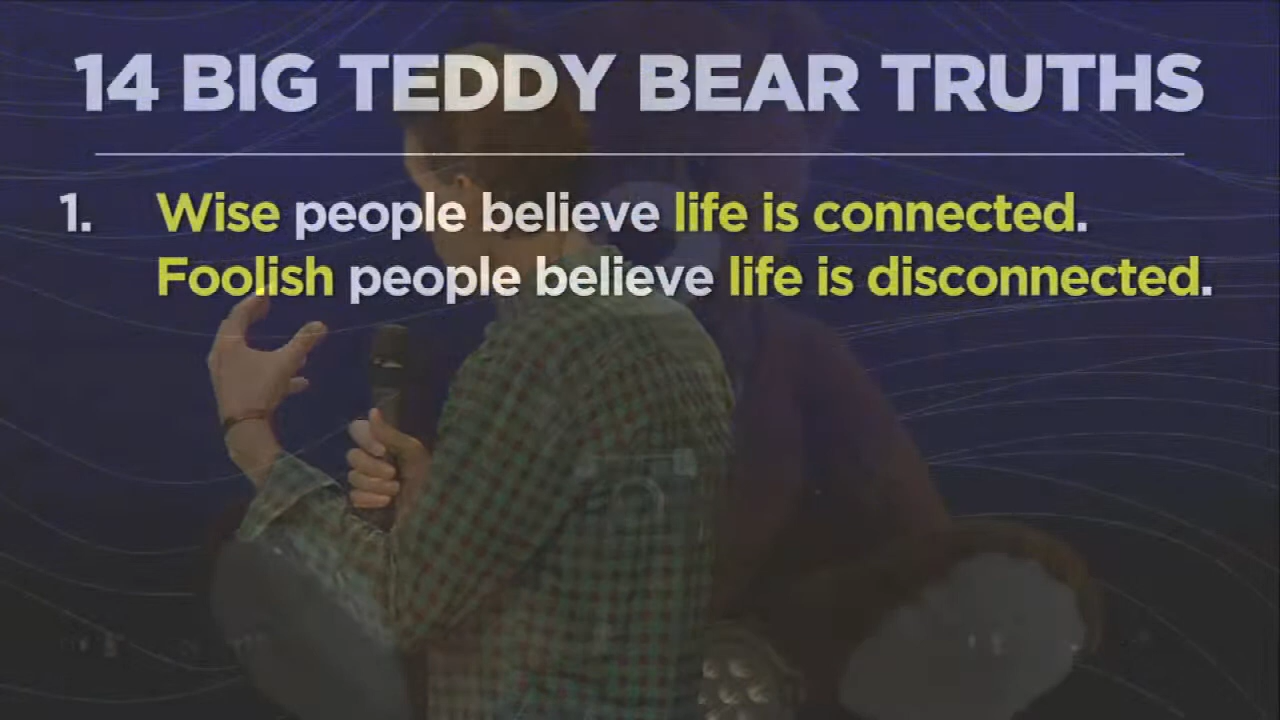 14 BIG TEDDY BEAR TRUTHS
1. Wise people believe life is connected.
Foolish people believe life is disconnected.